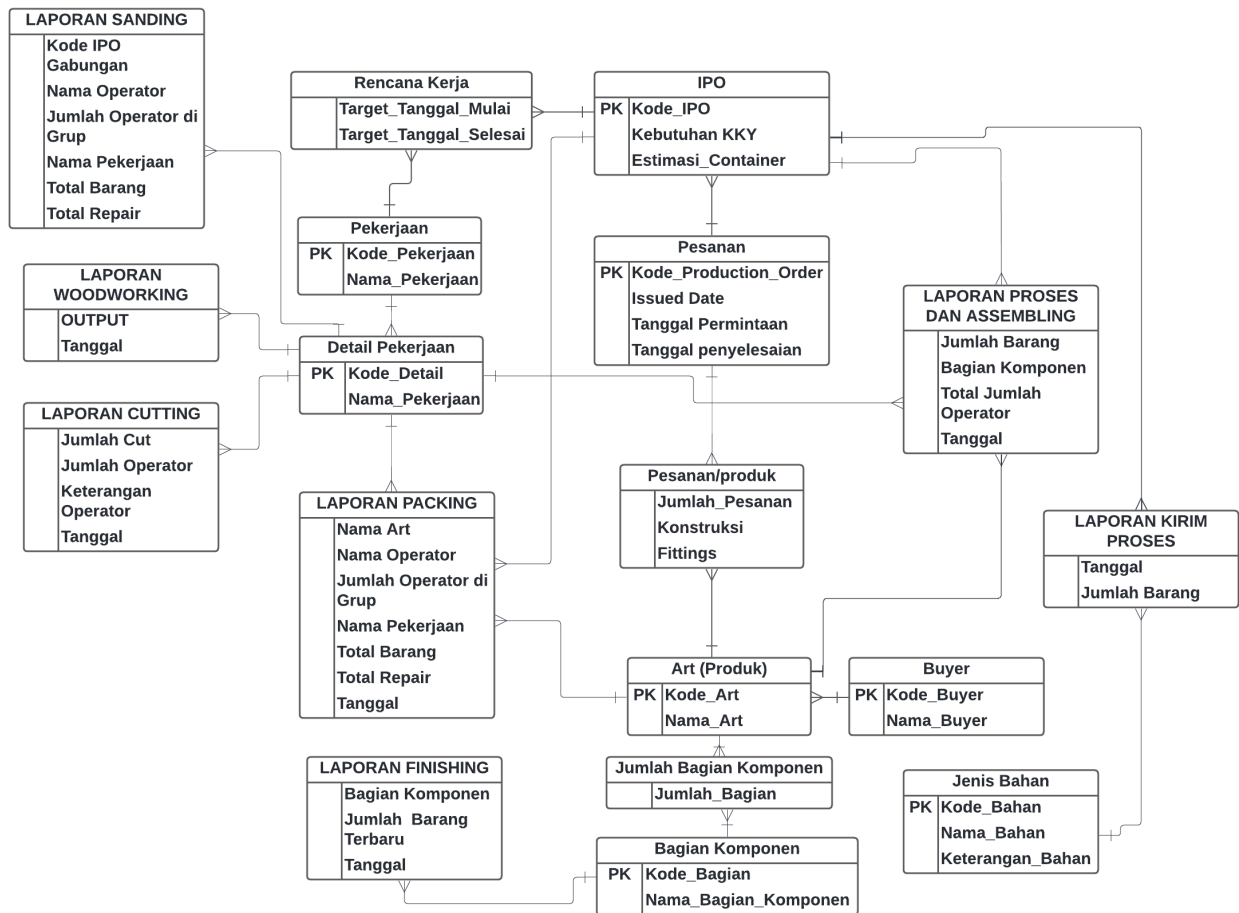 LAPORAN SANDING
Kode IPO
Gabungan
Nama Operator
Jumlah Operator di
Grup
Nama Pekerjaan
Total Barang
Total Repair
Rencana Kerja
Target_Tanggal_Mulai
Target_Tanggal_Selesai
IPO
PK Kode_IPO
Kebutuhan KKY
Estimasi_Container
Pekerjaan
PK Kode_Pekerjaan
Nama_Pekerjaan
Pesanan
PK Kode_Production_Order
Issued Date
Tanggal Permintaan
Tanggal penyelesaian
LAPORAN
WOODWORKING
OUTPUT
Tanggal
LAPORAN PROSES
DAN ASSEMBLING
Jumlah Barang
Bagian Komponen
Total Jumlah
Operator
Tanggal
Detail Pekerjaan
PK Kode_Detail
Nama_Pekerjaan
LAPORAN CUTTING
Jumlah Cut
Jumlah Operator
Keterangan
Operator
Tanggal
Pesanan/produk
Jumlah_Pesanan
Konstruksi
Fittings
LAPORAN PACKING
Nama Art
Nama Operator
Jumlah Operator di
Grup
Nama Pekerjaan
Total Barang
Total Repair
Tanggal
LAPORAN KIRIM
PROSES
Tanggal
Jumlah Barang
Art (Produk)
PK Kode_Art
Nama_Art
Buyer
PK Kode_Buyer
Nama_Buyer
LAPORAN FINISHING
Bagian Komponen
Jumlah Barang
Terbaru
Tanggal
Jumlah Bagian Komponen
Jumlah_Bagian
Jenis Bahan
PK Kode_Bahan
Nama_Bahan
Keterangan_Bahan
Bagian Komponen
PK Kode_Bagian
Nama_Bagian_Komponen